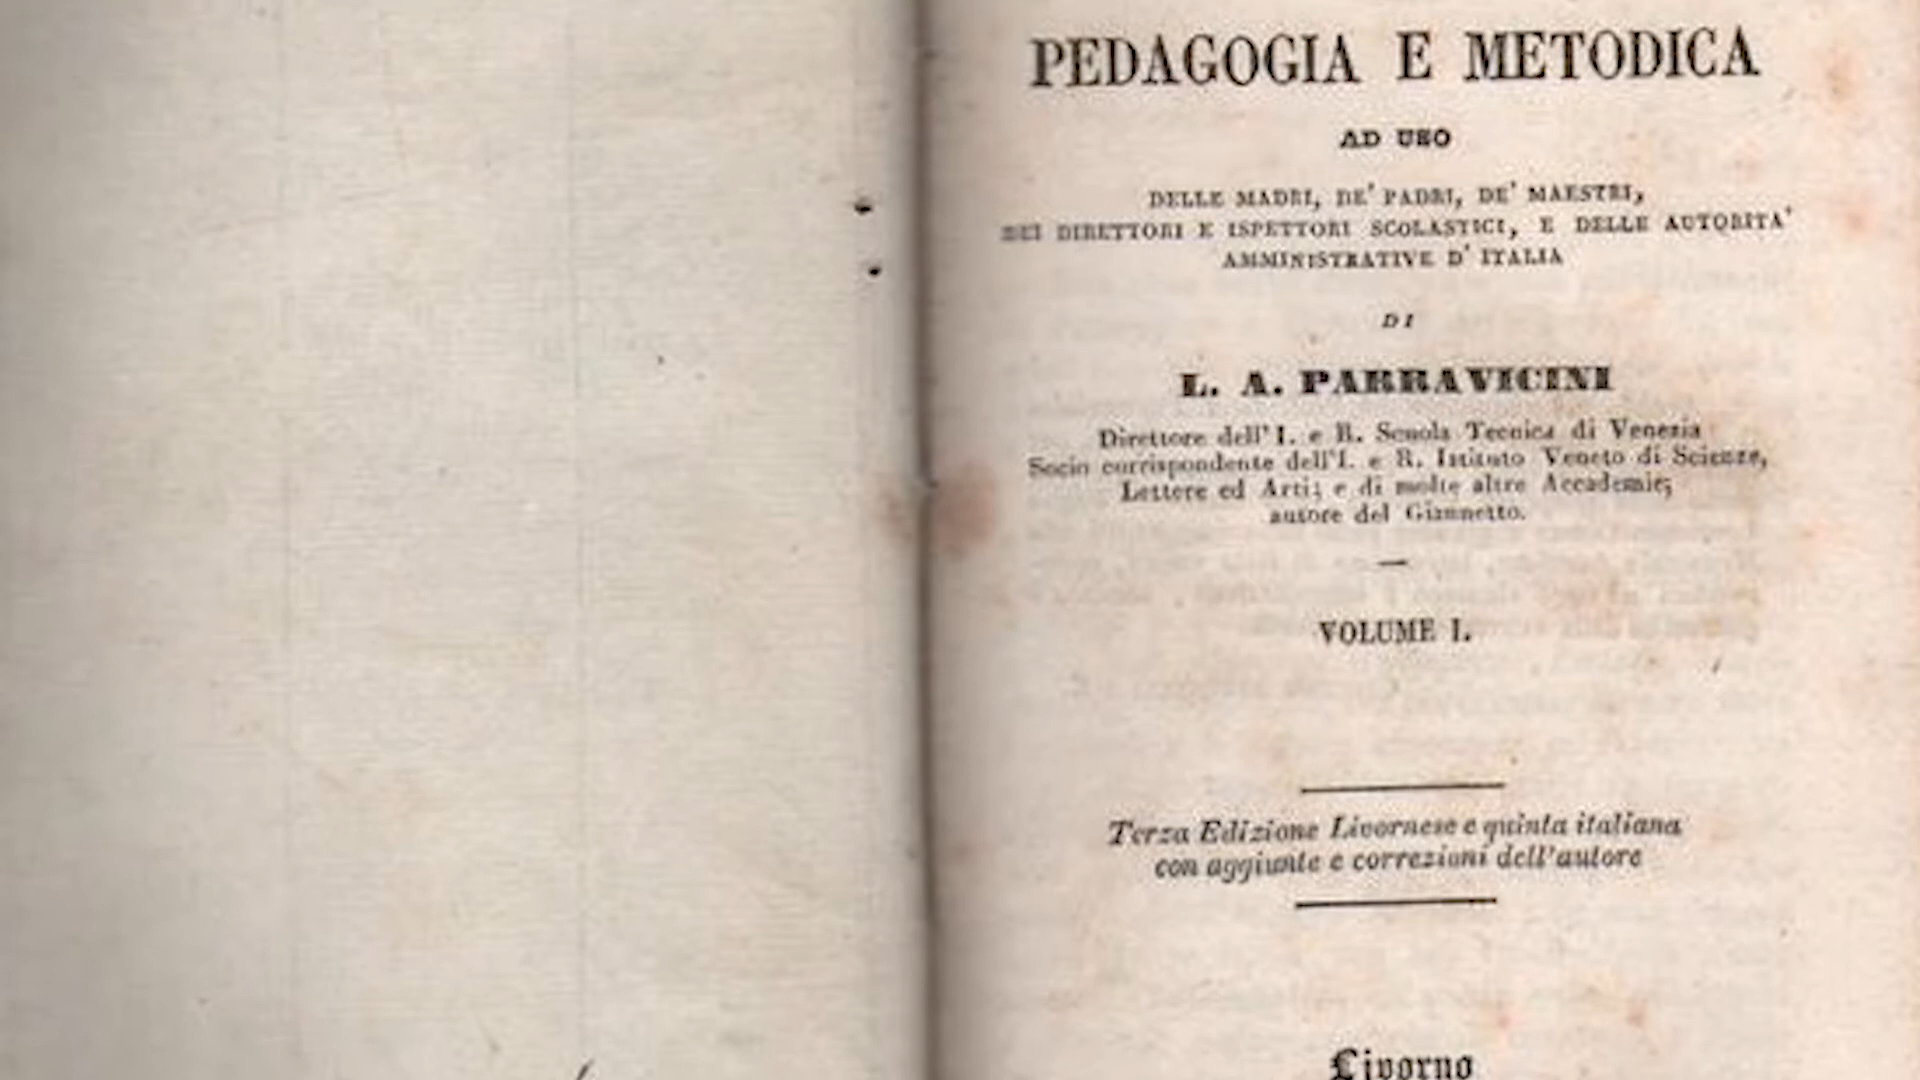 PEDAGOGIA E METODICA
AD USO
DELLE MADRI, DE' PADRI, DE' MAESTRI,
DEI DIRETTORI E ISPETTORI SCOLASTICI, E DELLE AUTORITA'
AMMINISTRATIVE D' ITALIA
DI
L. A. PARRAVICINI
Direttore dell' I. e R. Scuola Tecnica di Venezia
Socio corrispondente dell'I. e R. Istituto Veneto di Scienze,
Lettere ed Arti; e di molte altre Accademie;
autore del Giannetto.
VOLUME I.
Terza Edizione Livornese e quinta italiana
con aggiunte e correzioni dell'autore
Livorno